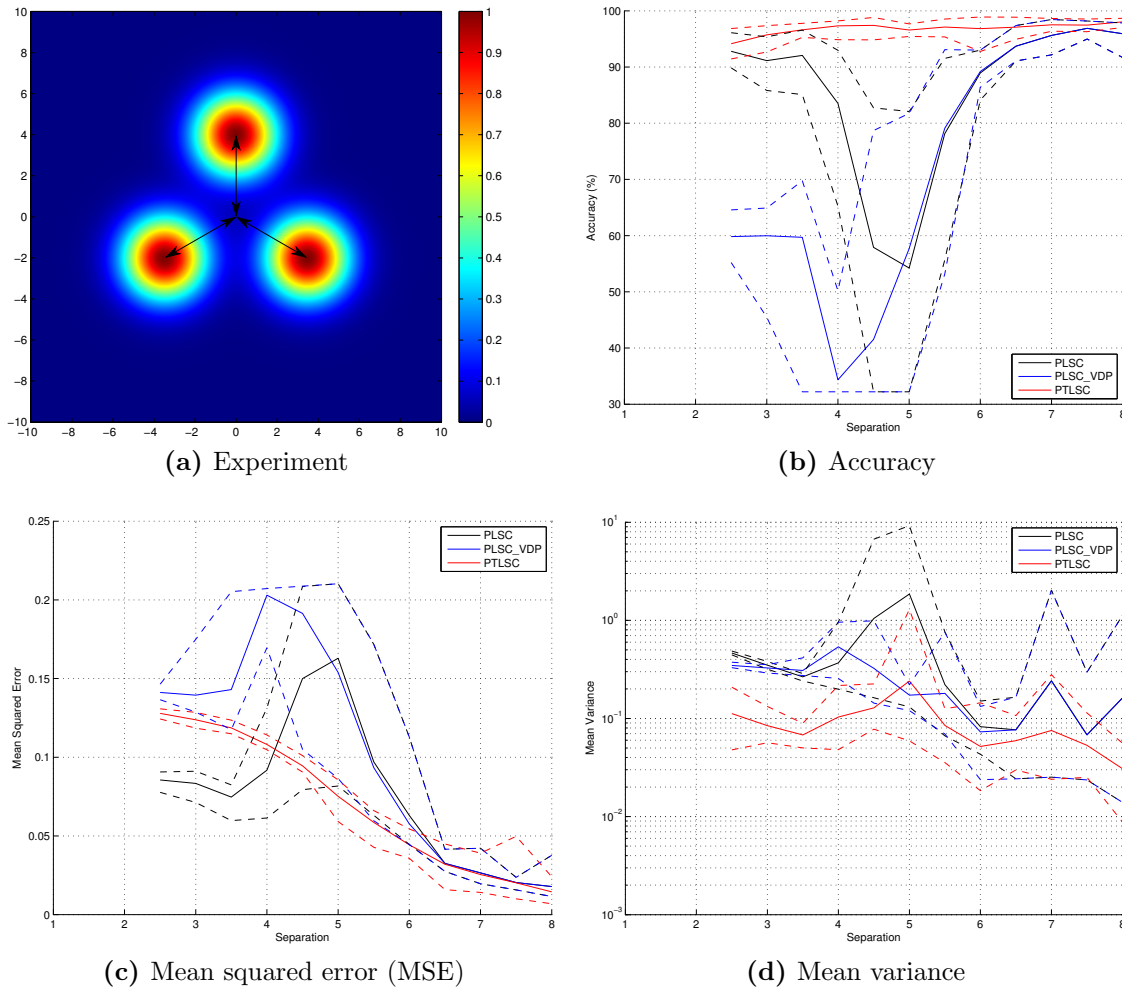 10
8
6
4
2
0
−2
−4
−6
−8
−10
−10 −8 −6 −4 −2 0 2 4 6 8 10
1
0.9
0.8
0.7
0.6
0.5
0.4
0.3
0.2
0.1
0
(a) Experiment
100
90
80
70
60
50
40
30
Accuracy (%)
1 2 3 4 5 6 7 8
Separation
PLSC
PLSC_VDP
PTLSC
(b) Accuracy
0.25
0.2
0.15
0.1
0.05
0
Mean Squared Error
1 2 3 4 5 6 7 8
Separation
PLSC
PLSC_VDP
PTLSC
(c) Mean squared error (MSE)
10^1
10^0
10^−1
10^−2
10^−3
Mean Variance
1 2 3 4 5 6 7 8
Separation
PLSC
PLSC_VDP
PTLSC
(d) Mean variance